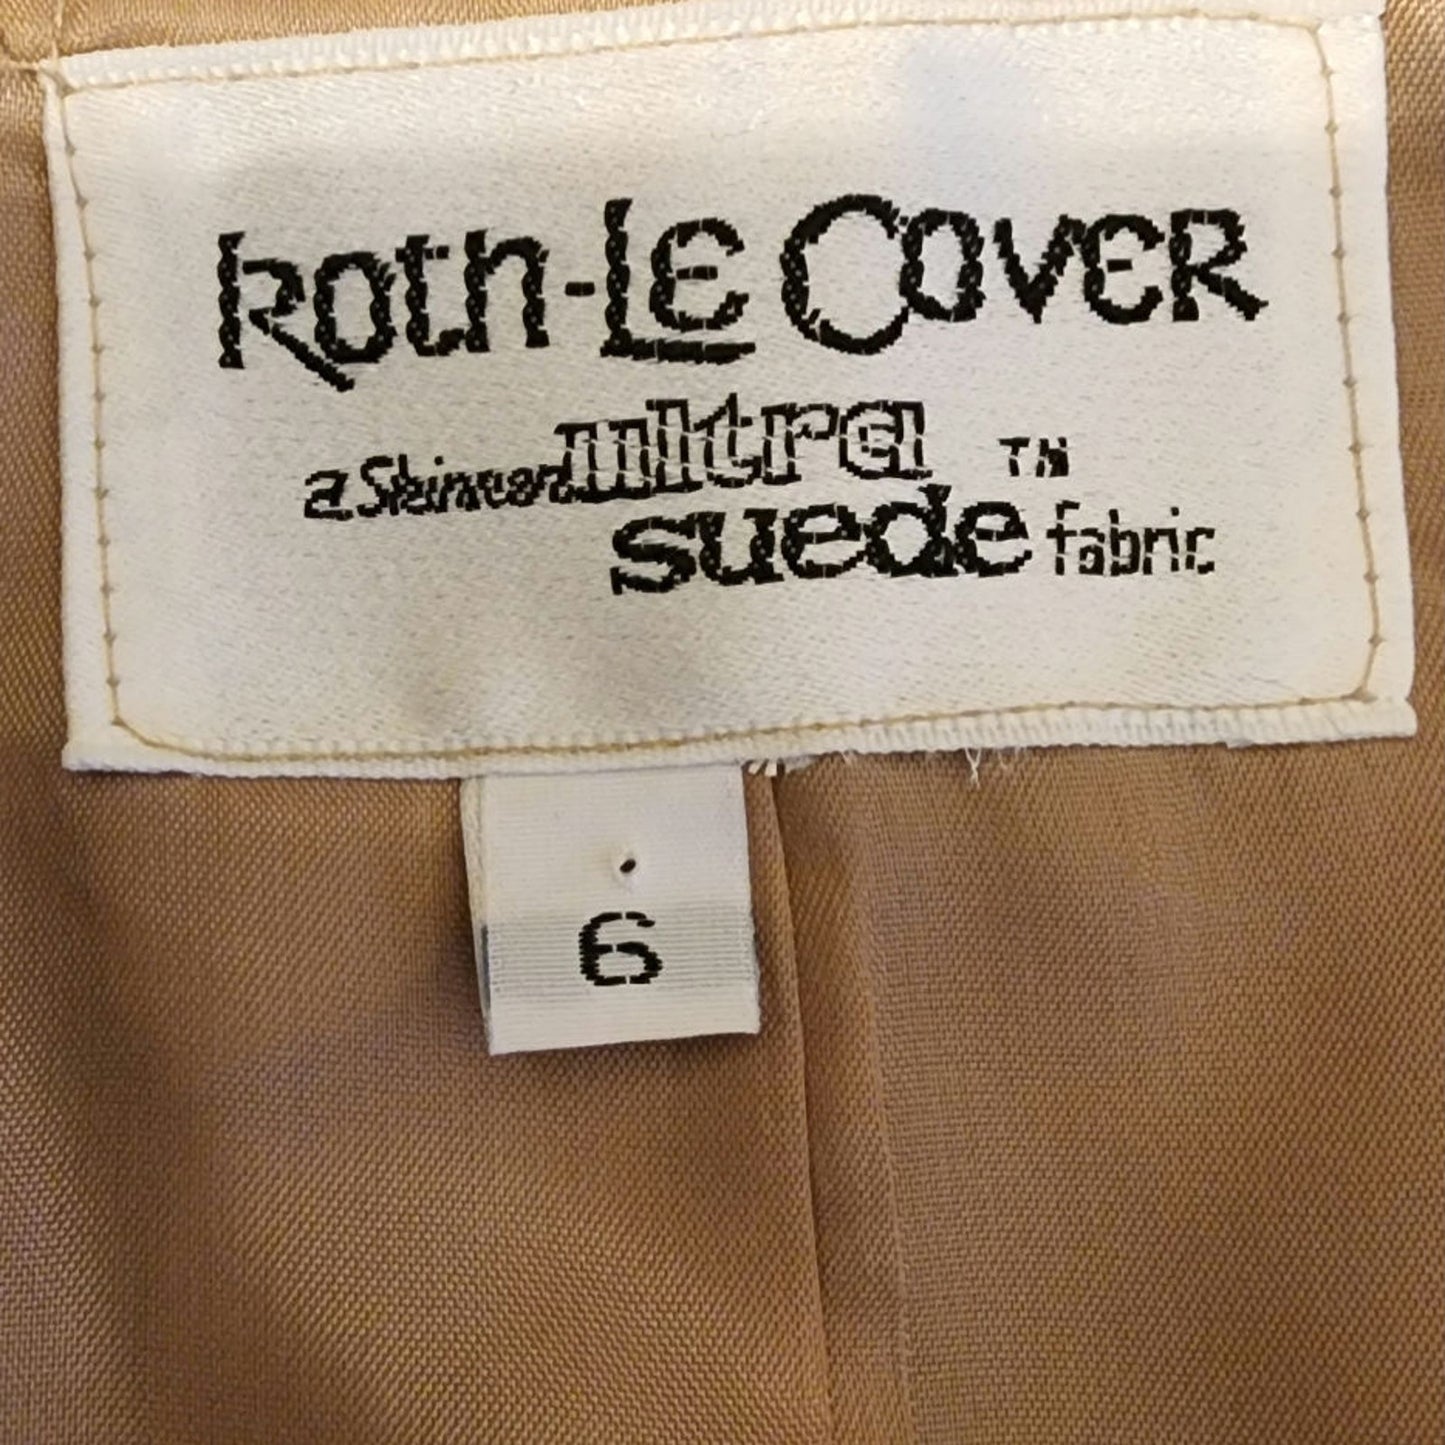 Roth-Le Cover
a Skinner ultra TM
suede fabric
6